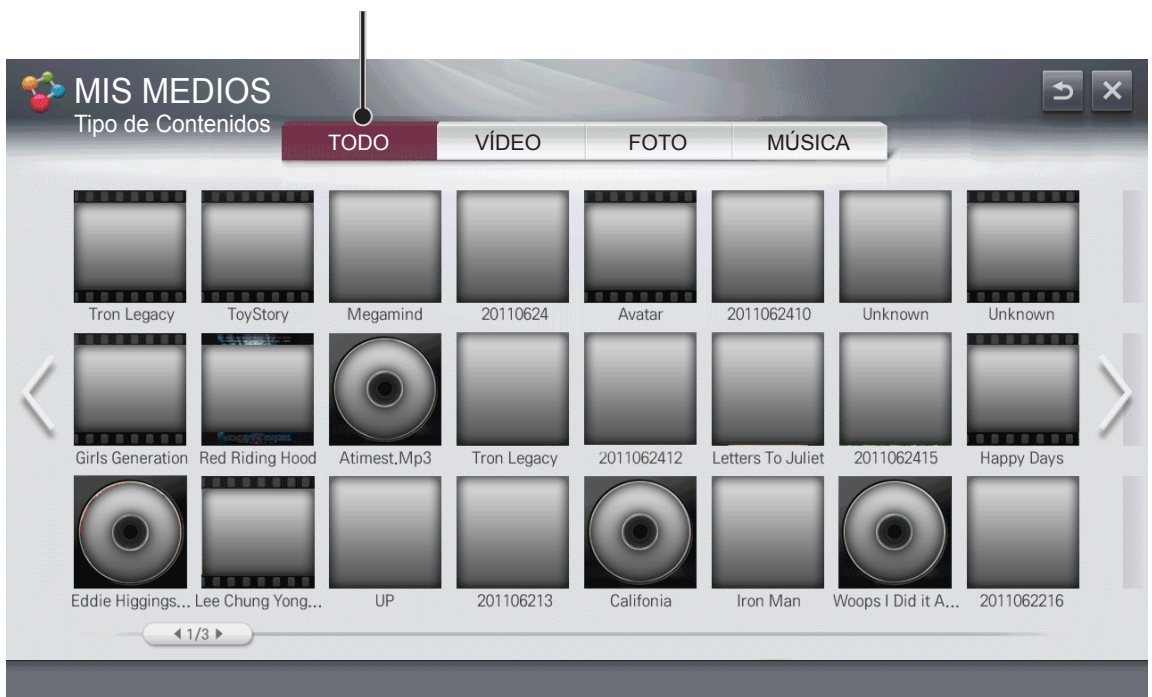 MIS MEDIOS
Tipo de Contenidos
TODO VÍDEO FOTO MÚSICA
Tron Legacy ToyStory Megamind 20110624 Avatar 2011062410 Unknown Unknown
Girls Generation Red Riding Hood Atimest.Mp3 Tron Legacy 2011062412 Letters To Juliet 2011062415 Happy Days
Eddie Higgings... Lee Chung Yong... UP 201106213 Califonia Iron Man Woops I Did it A... 2011062216
1/3